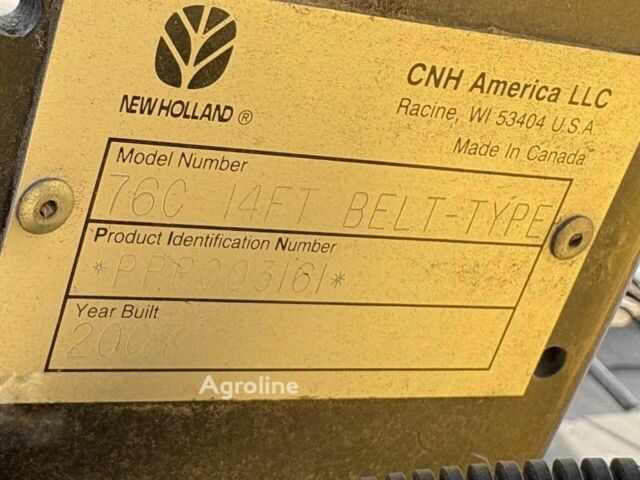 NEW HOLLAND ®
CNH America LLC
Racine, WI 53404 U.S.A.
Made In Canada
Model Number
76C 14FT BELT-TYPE
Product Identification Number
*PPP003161*
Year Built
Agroline